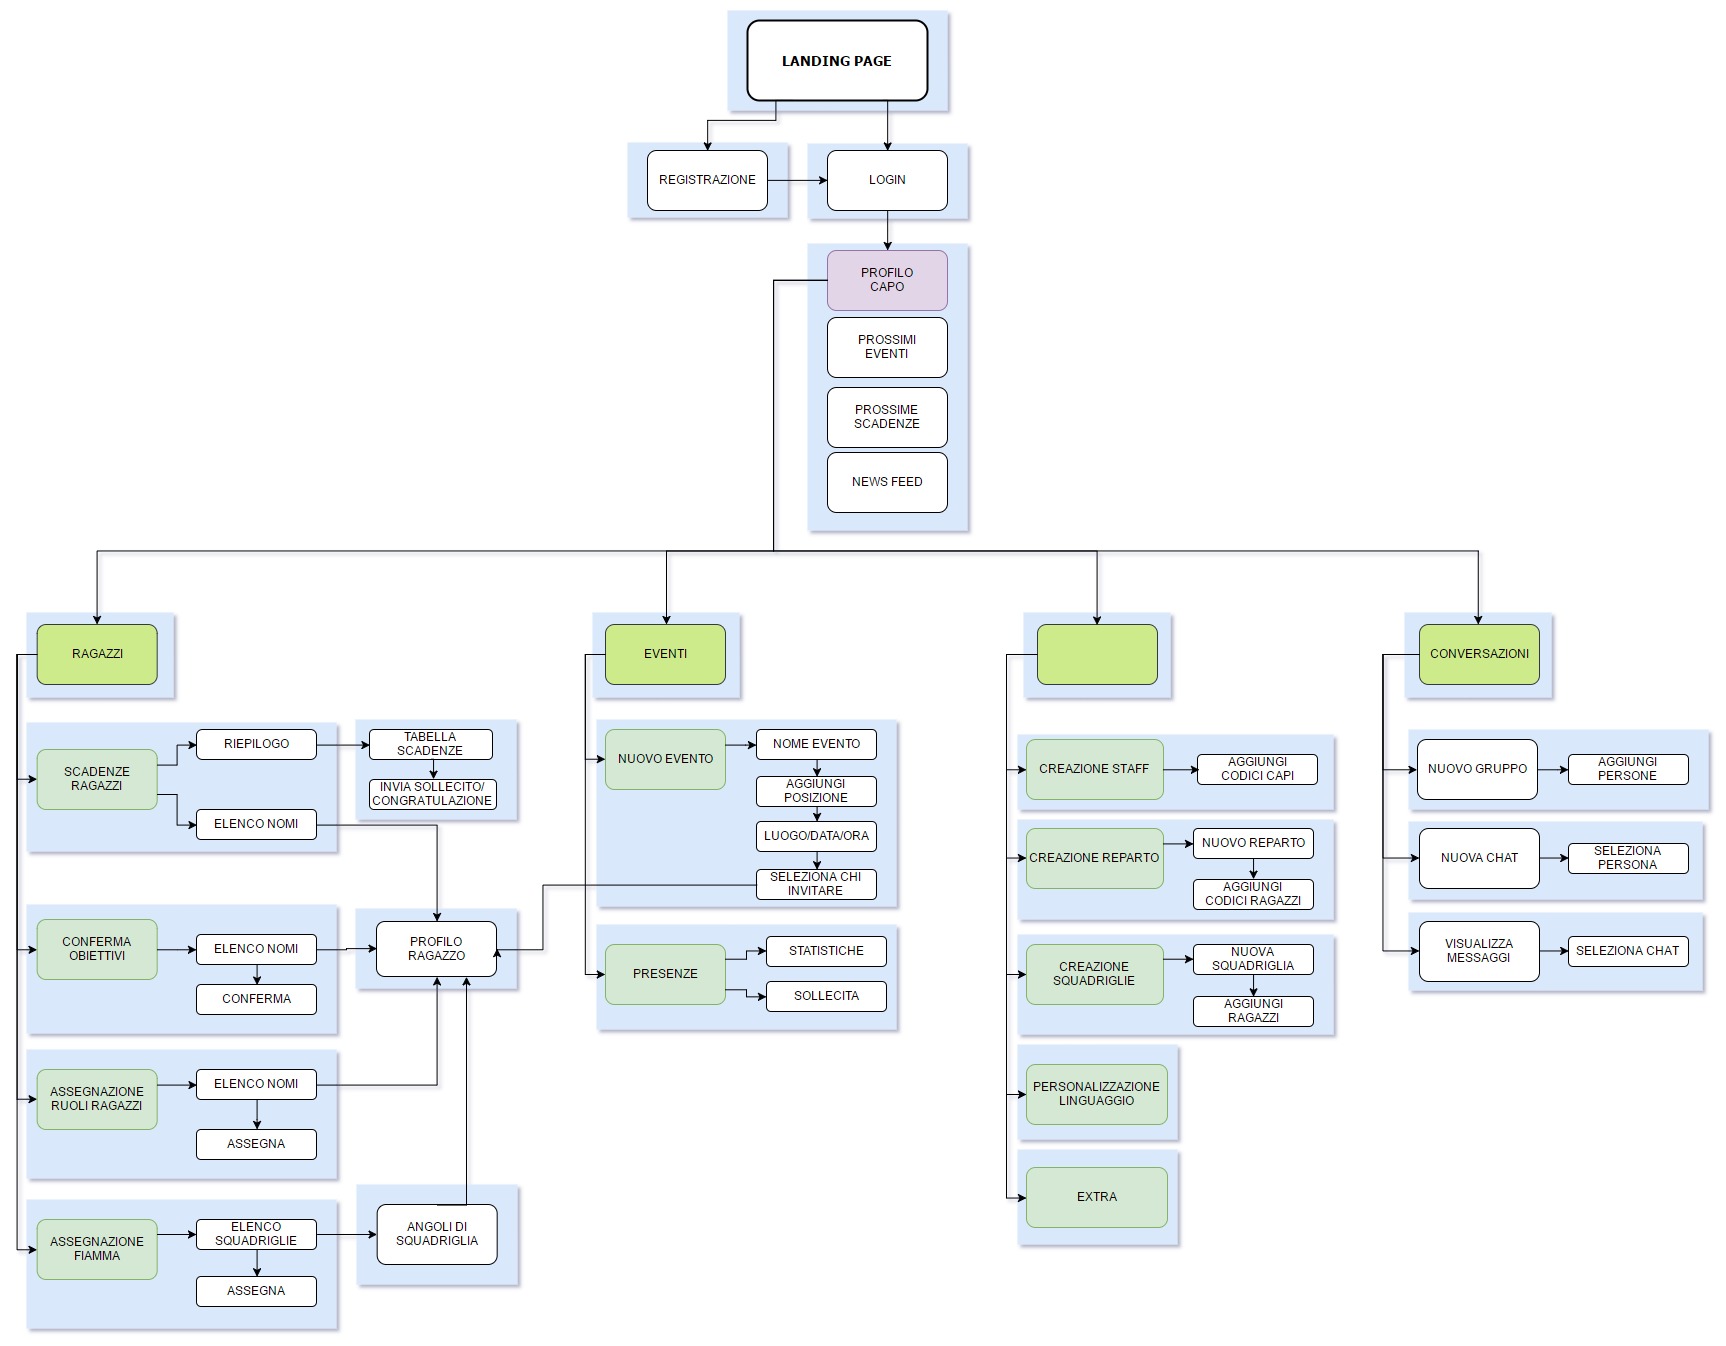 LANDING PAGE
REGISTRAZIONE
LOGIN
PROFILO
CAPO
PROSSIMI
EVENTI
PROSSIME
SCADENZE
NEWS FEED
RAGAZZI
EVENTI
CONVERSAZIONI
SCADENZE
RAGAZZI
RIEPILOGO
ELENCO NOMI
TABELLA
SCADENZE
INVIA SOLLECITO/
CONGRATULAZIONE
CONFERMA
OBIETTIVI
ELENCO NOMI
CONFERMA
PROFILO
RAGAZZO
ASSEGNAZIONE
RUOLI RAGAZZI
ELENCO NOMI
ASSEGNA
ASSEGNAZIONE
FIAMMA
ELENCO
SQUADRIGLIE
ASSEGNA
ANGOLI DI
SQUADRIGLIA
NUOVO EVENTO
NOME EVENTO
AGGIUNGI
POSIZIONE
LUOGO/DATA/ORA
SELEZIONA CHI
INVITARE
PRESENZE
STATISTICHE
SOLLECITA
CREAZIONE STAFF
AGGIUNGI
CODICI CAPI
CREAZIONE REPARTO
NUOVO REPARTO
AGGIUNGI
CODICI RAGAZZI
CREAZIONE
SQUADRIGLIE
NUOVA
SQUADRIGLIA
AGGIUNGI
RAGAZZI
PERSONALIZZAZIONE
LINGUAGGIO
EXTRA
NUOVO GRUPPO
AGGIUNGI
PERSONE
NUOVA CHAT
SELEZIONA
PERSONA
VISUALIZZA
MESSAGGI
SELEZIONA CHAT